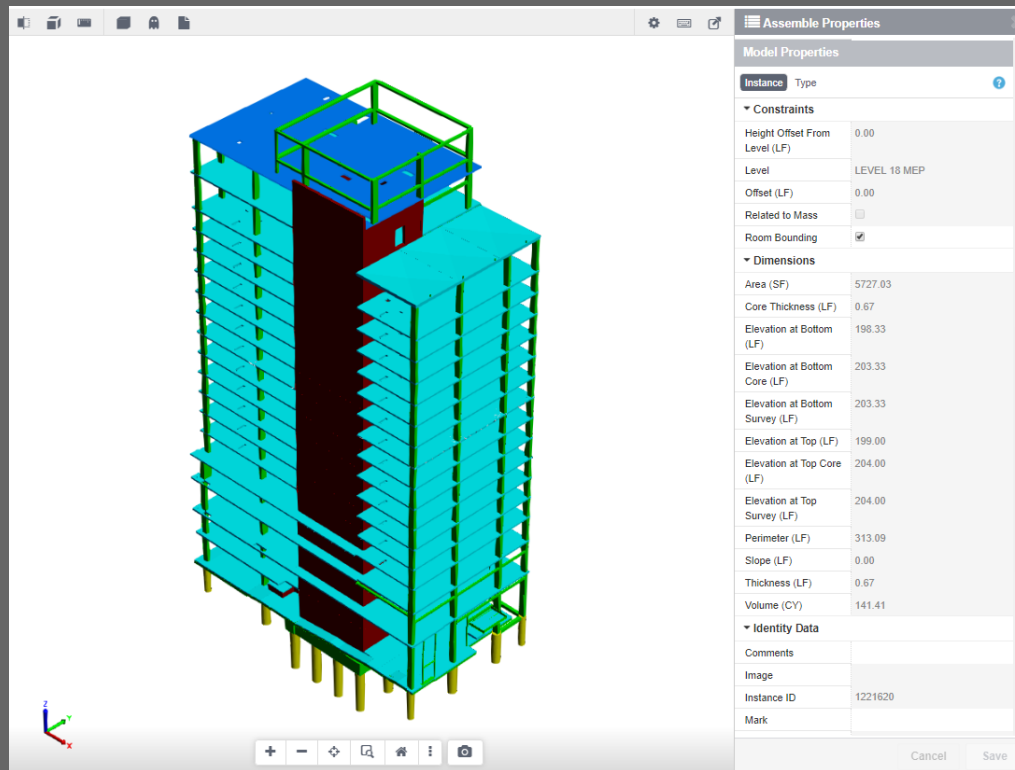 Assemble Properties
Model Properties
Instance Type
Constraints
Height Offset From 0.00
Level (LF)
Level LEVEL 18 MEP
Offset (LF) 0.00
Related to Mass
Room Bounding
Dimensions
Area (SF) 5727.03
Core Thickness (LF) 0.67
Elevation at Bottom 198.33
(LF)
Elevation at Bottom 203.33
Core (LF)
Elevation at Bottom 203.33
Survey (LF)
Elevation at Top (LF) 199.00
Elevation at Top Core 204.00
(LF)
Elevation at Top 204.00
Survey (LF)
Perimeter (LF) 313.09
Slope (LF) 0.00
Thickness (LF) 0.67
Volume (CY) 141.41
Identity Data
Comments
Image
Instance ID 1221620
Mark
Cancel Save
Z
Y
X